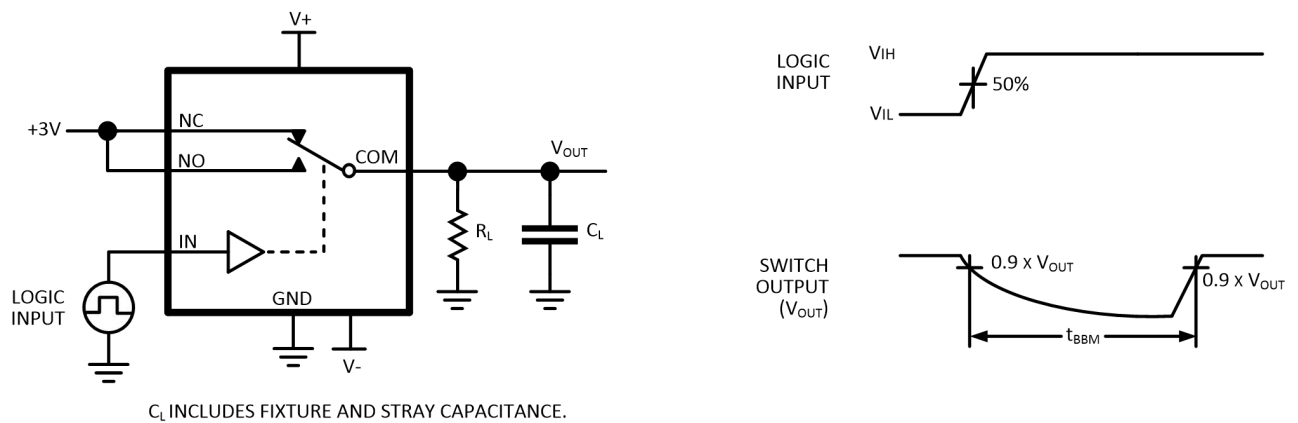 V+
+3V
NC
NO
COM
VOUT
IN
RL
CL
LOGIC
INPUT
GND
V-
CL INCLUDES FIXTURE AND STRAY CAPACITANCE.
LOGIC
INPUT
VIH
50%
VIL
SWITCH
OUTPUT
(VOUT)
0.9 x VOUT
0.9 x VOUT
tBBM